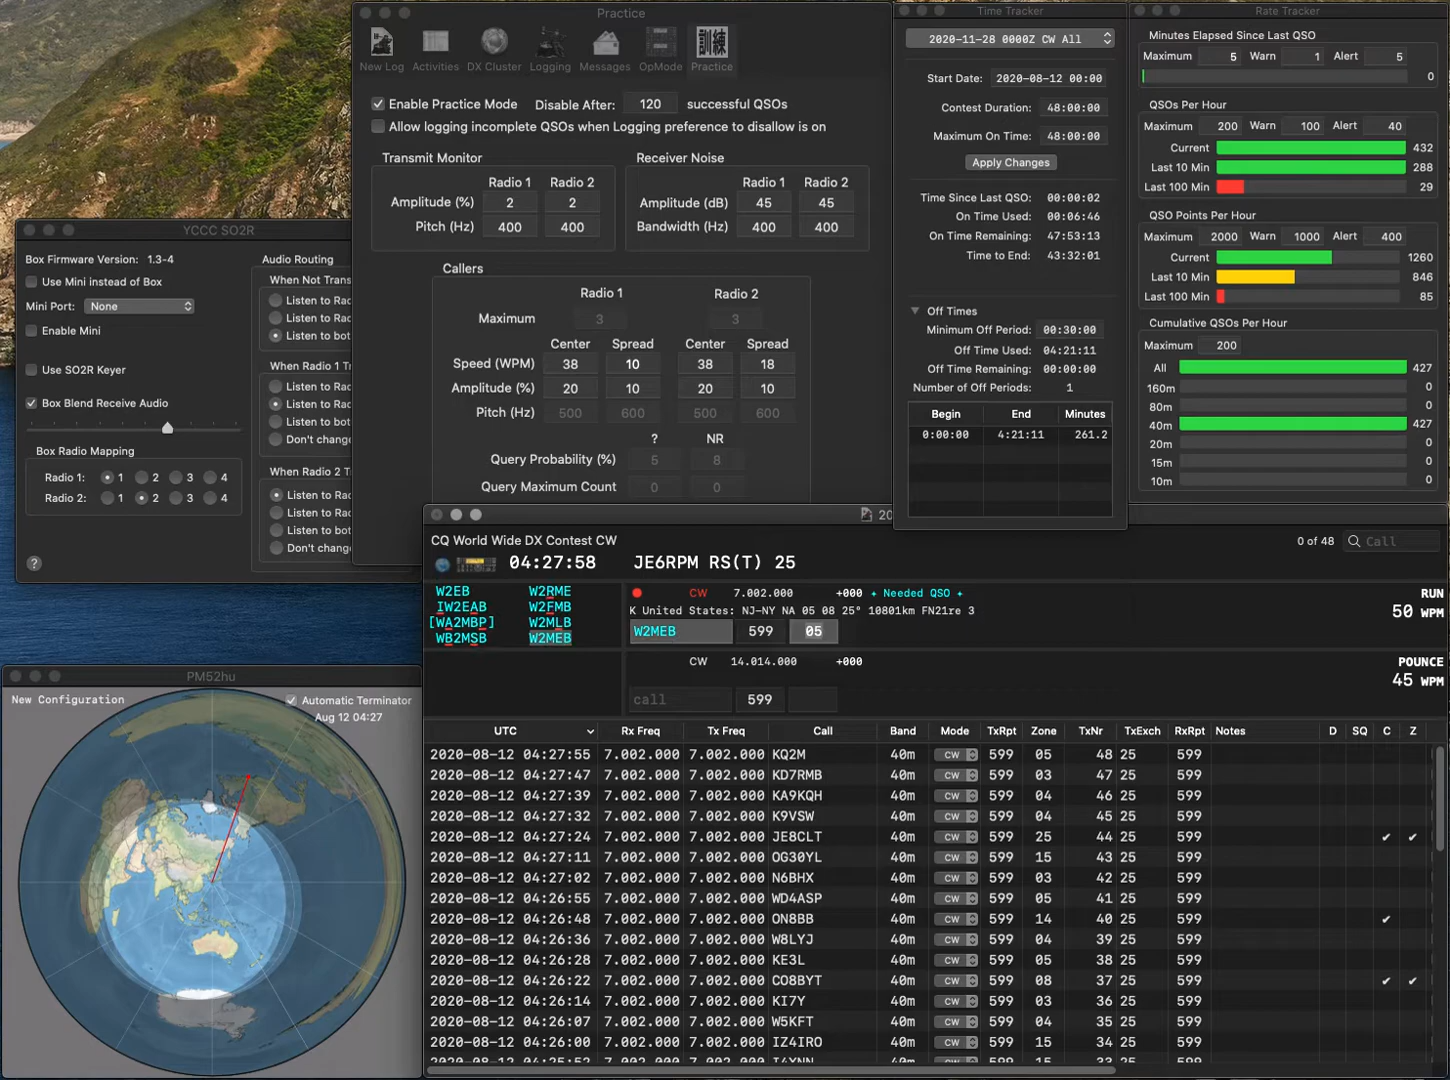 Practice
New Log Activities DX Cluster Logging Messages OpMode Practice
訓練
Enable Practice Mode Disable After: 120 successful QSOs
Allow logging incomplete QSOs when Logging preference to disallow is on
Transmit Monitor
Radio 1 Radio 2
Amplitude (%) 2 2
Pitch (Hz) 400 400
Receiver Noise
Radio 1 Radio 2
Amplitude (dB) 45 45
Bandwidth (Hz) 400 400
Callers
Radio 1 Radio 2
Maximum 3 3
Center Spread Center Spread
Speed (WPM) 38 10 38 18
Amplitude (%) 20 10 20 10
Pitch (Hz) 500 600 500 600
? NR
Query Probability (%) 5 8
Query Maximum Count 0 0
Time Tracker
2020-11-28 0000Z CW All
Start Date: 2020-08-12 00:00
Contest Duration: 48:00:00
Maximum On Time: 48:00:00
Apply Changes
Time Since Last QSO: 00:00:02
On Time Used: 00:06:46
On Time Remaining: 47:53:13
Time to End: 43:32:01
Off Times
Minimum Off Period: 00:30:00
Off Time Used: 04:21:11
Off Time Remaining: 00:00:00
Number of Off Periods: 1
Begin End Minutes
0:00:00 4:21:11 261.2
Rate Tracker
Minutes Elapsed Since Last QSO
Maximum 5 Warn 1 Alert 5
0
QSOs Per Hour
Maximum 200 Warn 100 Alert 40
Current 432
Last 10 Min 288
Last 100 Min 29
QSO Points Per Hour
Maximum 2000 Warn 1000 Alert 400
Current 1260
Last 10 Min 846
Last 100 Min 85
Cumulative QSOs Per Hour
Maximum 200
All 427
160m 0
80m 0
40m 427
20m 0
15m 0
10m 0
YCCC SO2R
Box Firmware Version: 1.3-4
Use Mini instead of Box
Mini Port: None
Enable Mini
Use SO2R Keyer
Box Blend Receive Audio
Box Radio Mapping
Radio 1: 1 2 3 4
Radio 2: 1 2 3 4
?
Audio Routing
When Not Trans
Listen to Rac
Listen to Rac
Listen to bot
When Radio 1 T
Listen to Rac
Listen to Rac
Listen to bot
Don't change
When Radio 2 T
Listen to Rac
Listen to Rac
Listen to bot
Don't change
PM52hu
New Configuration Automatic Terminator
Aug 12 04:27
20
CQ World Wide DX Contest CW 0 of 48 Call
04:27:58 JE6RPM RS(T) 25
W2EB W2RME
IW2EAB W2FMB
[WA2MBP] W2MLB
WB2MSB W2MEB
CW 7.002.000 +000 Needed QSO RUN
K United States: NJ-NY NA 05 08 25° 10801km FN21re 3 50 WPM
W2MEB 599 05
CW 14.014.000 +000 POUNCE
45 WPM
call 599
UTC Rx Freq Tx Freq Call Band Mode TxRpt Zone TxNr TxExch RxRpt Notes D SQ C Z
2020-08-12 04:27:55 7.002.000 7.002.000 KQ2M 40m CW 599 05 48 25 599
2020-08-12 04:27:47 7.002.000 7.002.000 KD7RMB 40m CW 599 03 47 25 599
2020-08-12 04:27:39 7.002.000 7.002.000 KA9KQH 40m CW 599 04 46 25 599
2020-08-12 04:27:32 7.002.000 7.002.000 K9VSW 40m CW 599 04 45 25 599
2020-08-12 04:27:24 7.002.000 7.002.000 JE8CLT 40m CW 599 25 44 25 599 ✔ ✔
2020-08-12 04:27:11 7.002.000 7.002.000 OG30YL 40m CW 599 15 43 25 599
2020-08-12 04:27:02 7.002.000 7.002.000 N6BHX 40m CW 599 03 42 25 599
2020-08-12 04:26:55 7.002.000 7.002.000 WD4ASP 40m CW 599 05 41 25 599
2020-08-12 04:26:48 7.002.000 7.002.000 ON8BB 40m CW 599 14 40 25 599 ✔
2020-08-12 04:26:36 7.002.000 7.002.000 W8LYJ 40m CW 599 04 39 25 599
2020-08-12 04:26:28 7.002.000 7.002.000 KE3L 40m CW 599 05 38 25 599
2020-08-12 04:26:22 7.002.000 7.002.000 CO8BYT 40m CW 599 08 37 25 599 ✔ ✔
2020-08-12 04:26:14 7.002.000 7.002.000 KI7Y 40m CW 599 03 36 25 599
2020-08-12 04:26:07 7.002.000 7.002.000 W5KFT 40m CW 599 04 35 25 599
2020-08-12 04:26:00 7.002.000 7.002.000 IZ4IRO 40m CW 599 15 34 25 599